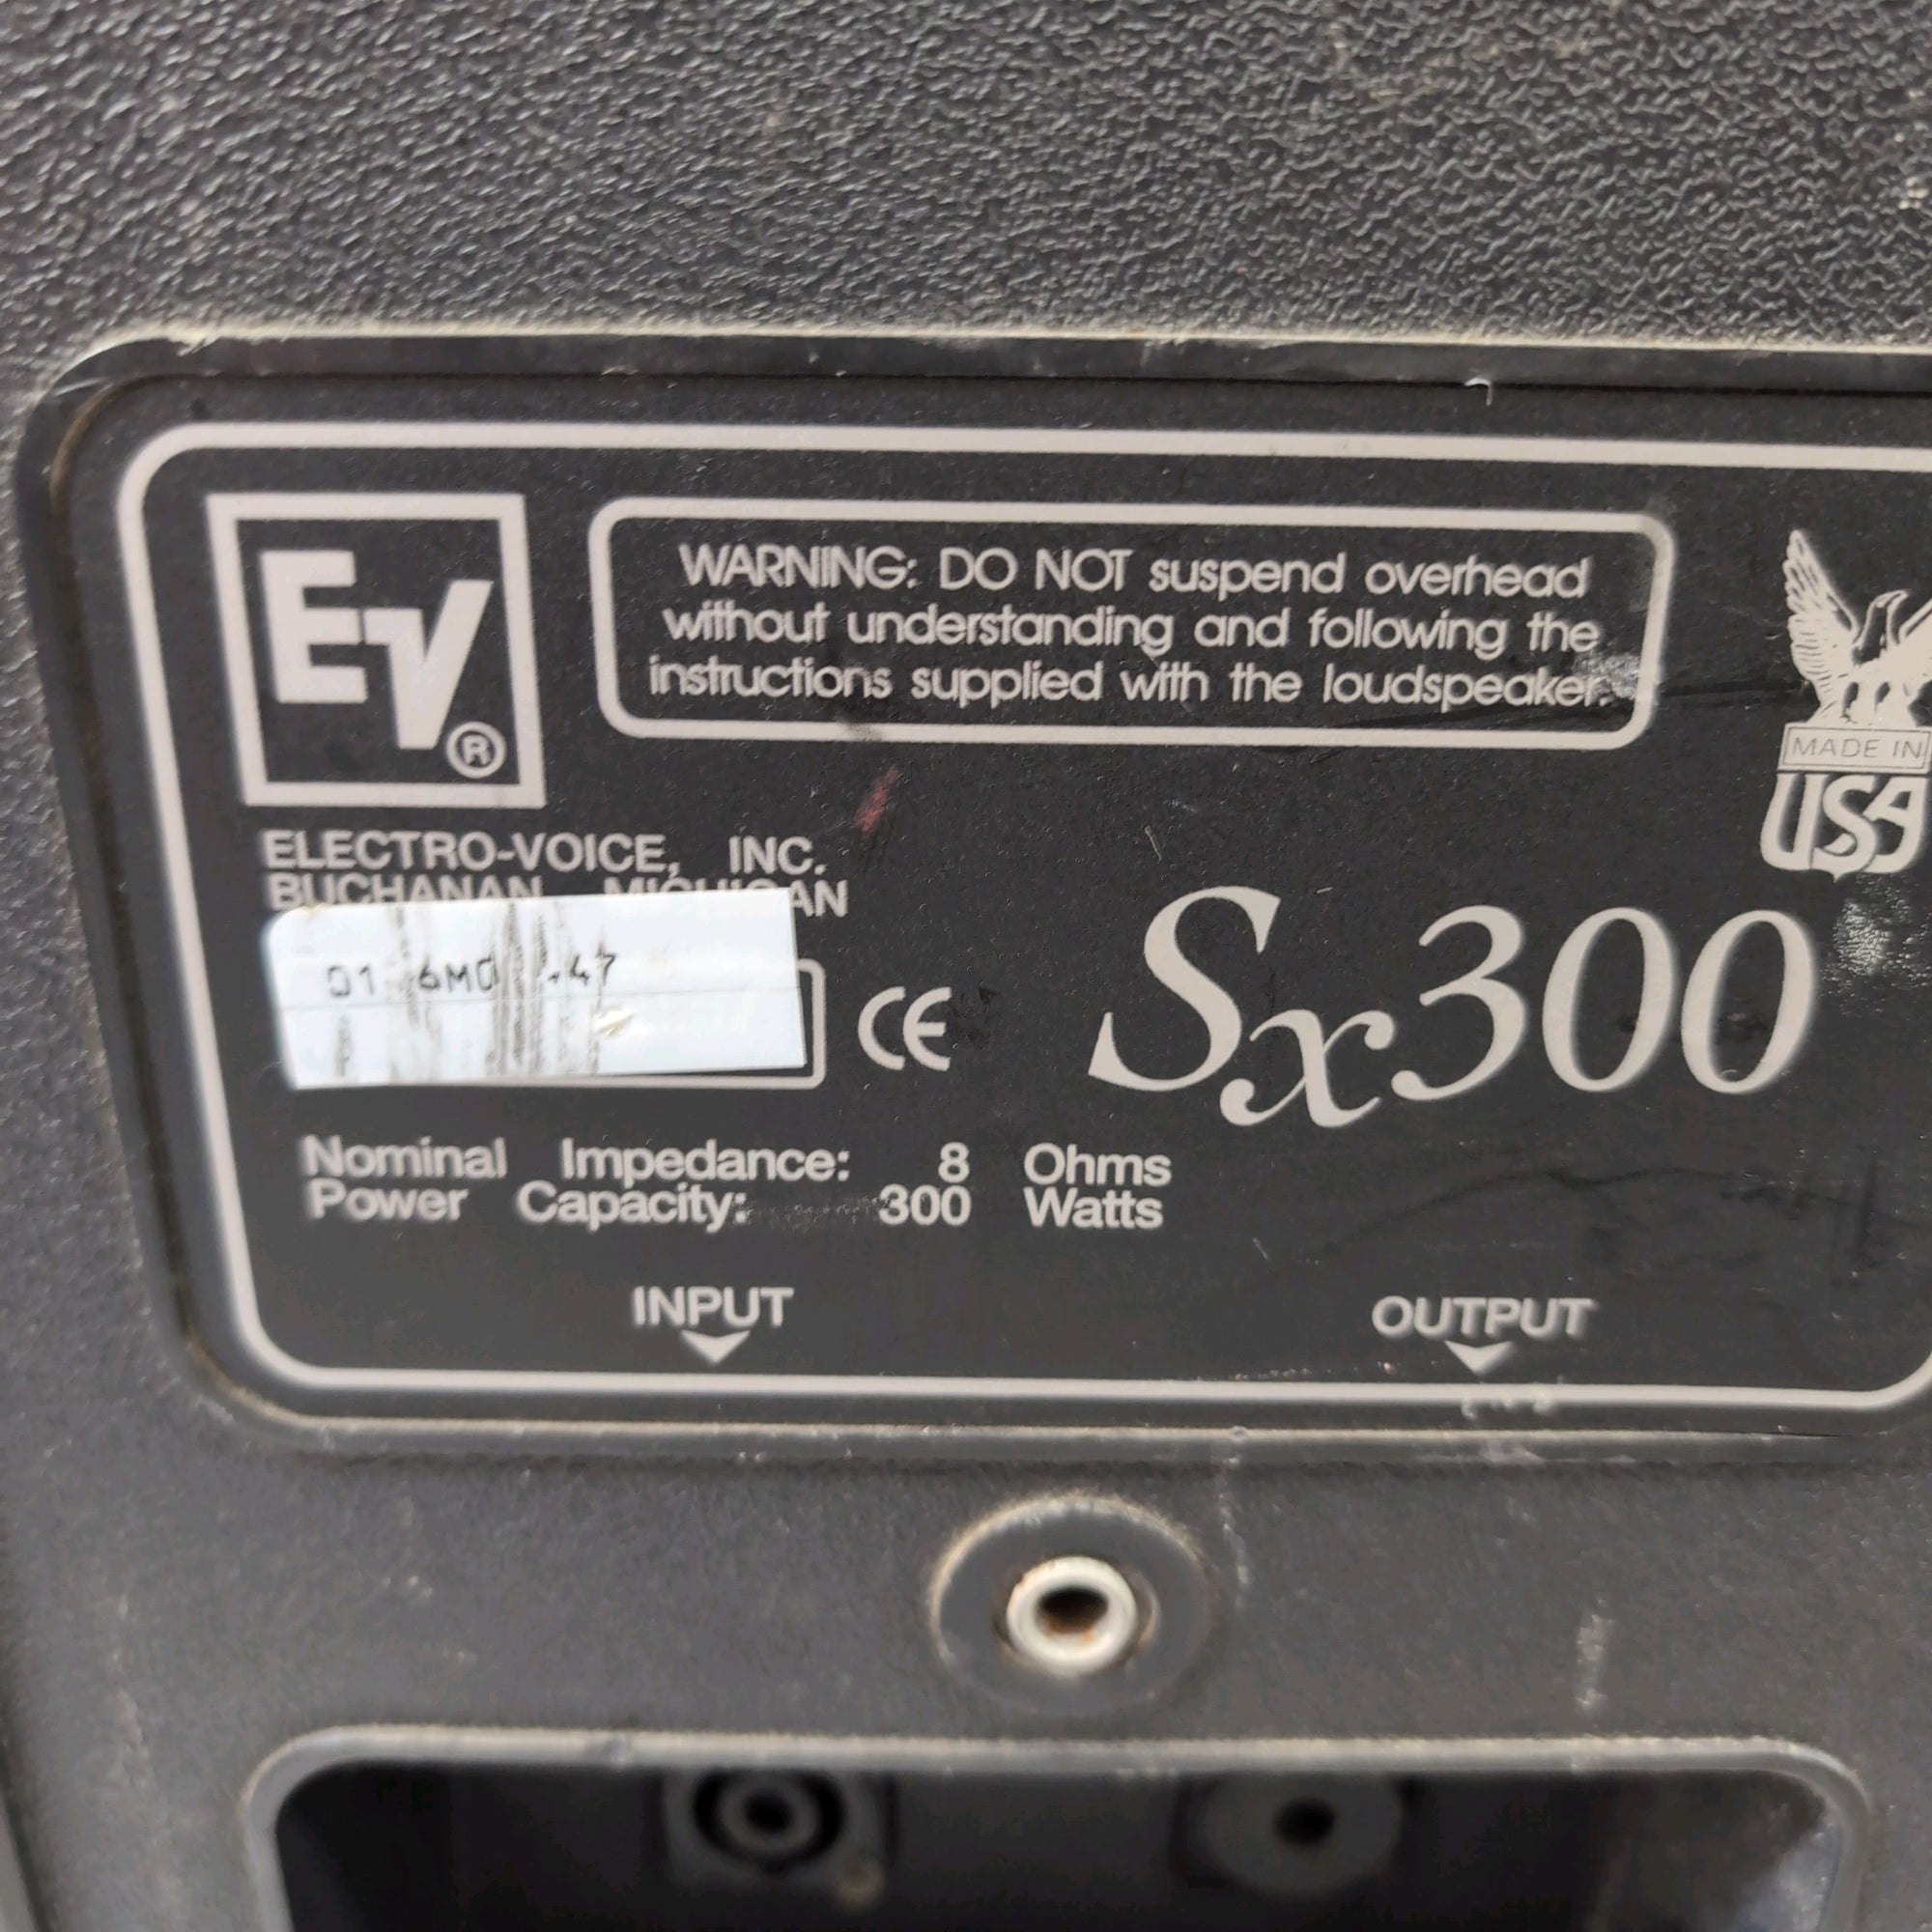 EV®
WARNING: DO NOT suspend overhead
without understanding and following the
instructions supplied with the loudspeaker.
MADE IN
USA
ELECTRO-VOICE, INC.
BUCHANAN, MICHIGAN
CE
Sx300
Nominal Impedance: 8 Ohms
Power Capacity: 300 Watts
INPUT
OUTPUT